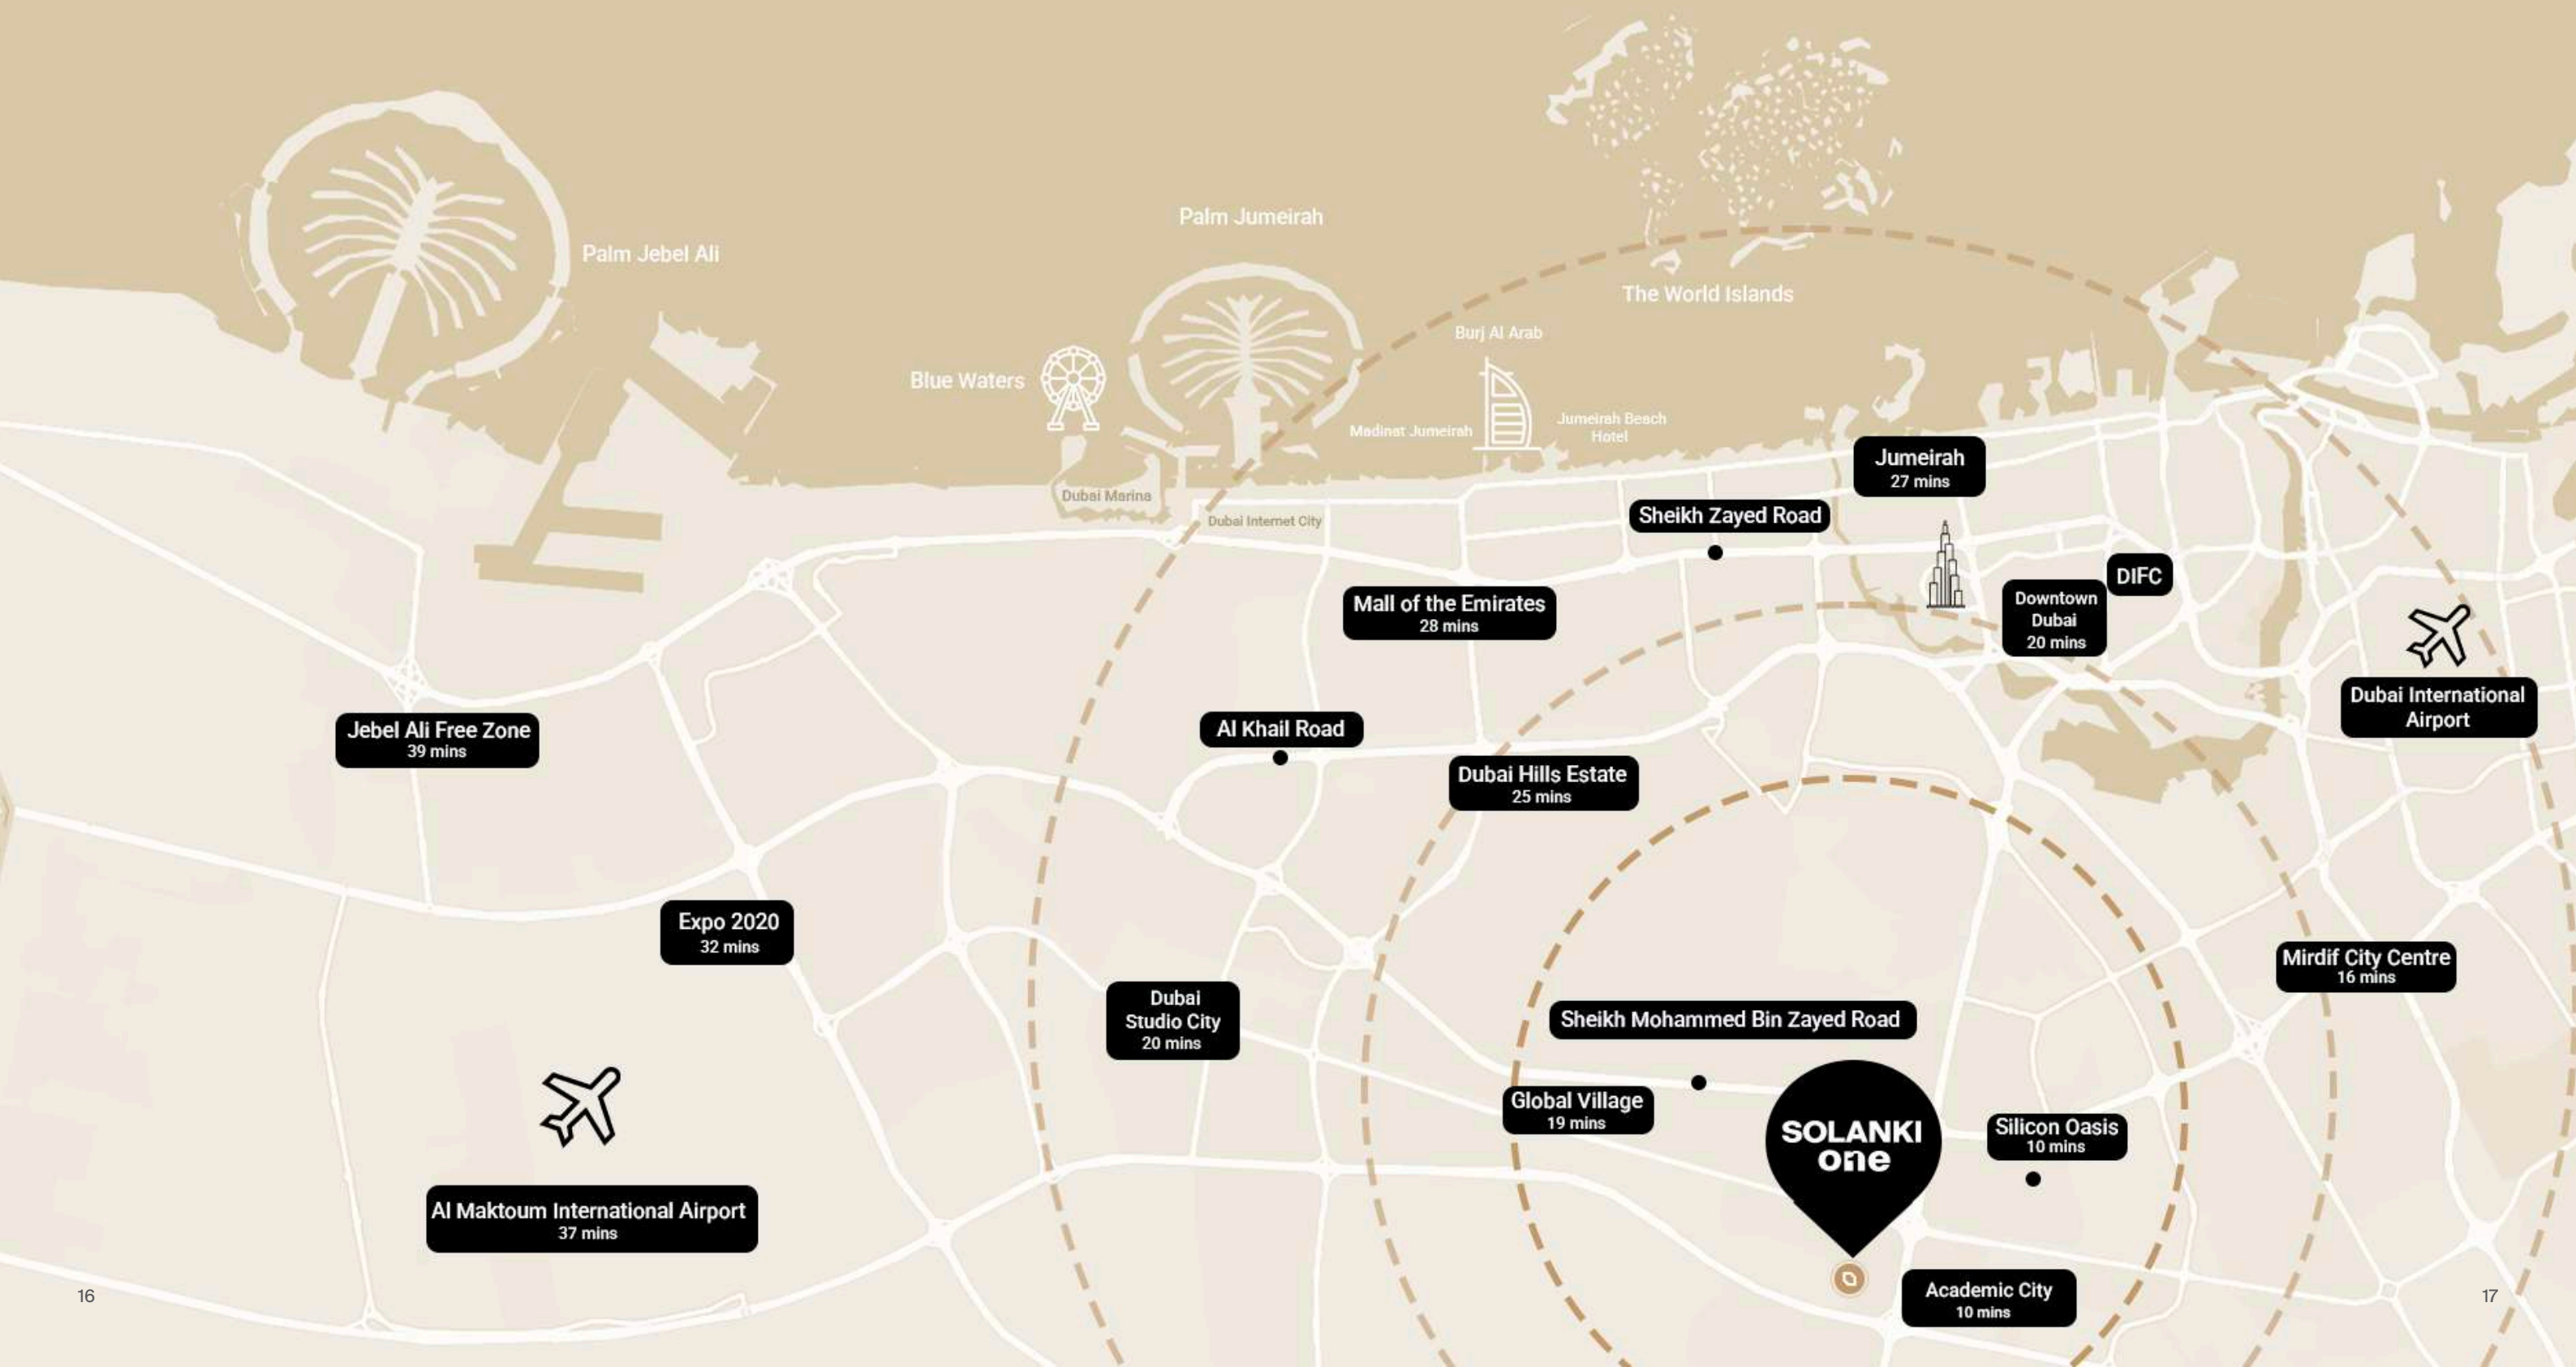 Palm Jumeirah
Palm Jebel Ali
The World Islands
Burj Al Arab
Blue Waters
Madinat Jumeirah
Jumeirah Beach
Hotel
Jumeirah
27 mins
Dubai Marina
Dubai Internet City
Sheikh Zayed Road
DIFC
Mall of the Emirates
28 mins
Downtown
Dubai
20 mins
Dubai International
Airport
Jebel Ali Free Zone
39 mins
Al Khail Road
Dubai Hills Estate
25 mins
Expo 2020
32 mins
Mirdif City Centre
16 mins
Dubai
Studio City
20 mins
Sheikh Mohammed Bin Zayed Road
Global Village
19 mins
SOLANKI
one
Silicon Oasis
10 mins
Al Maktoum International Airport
37 mins
Academic City
10 mins
16
17